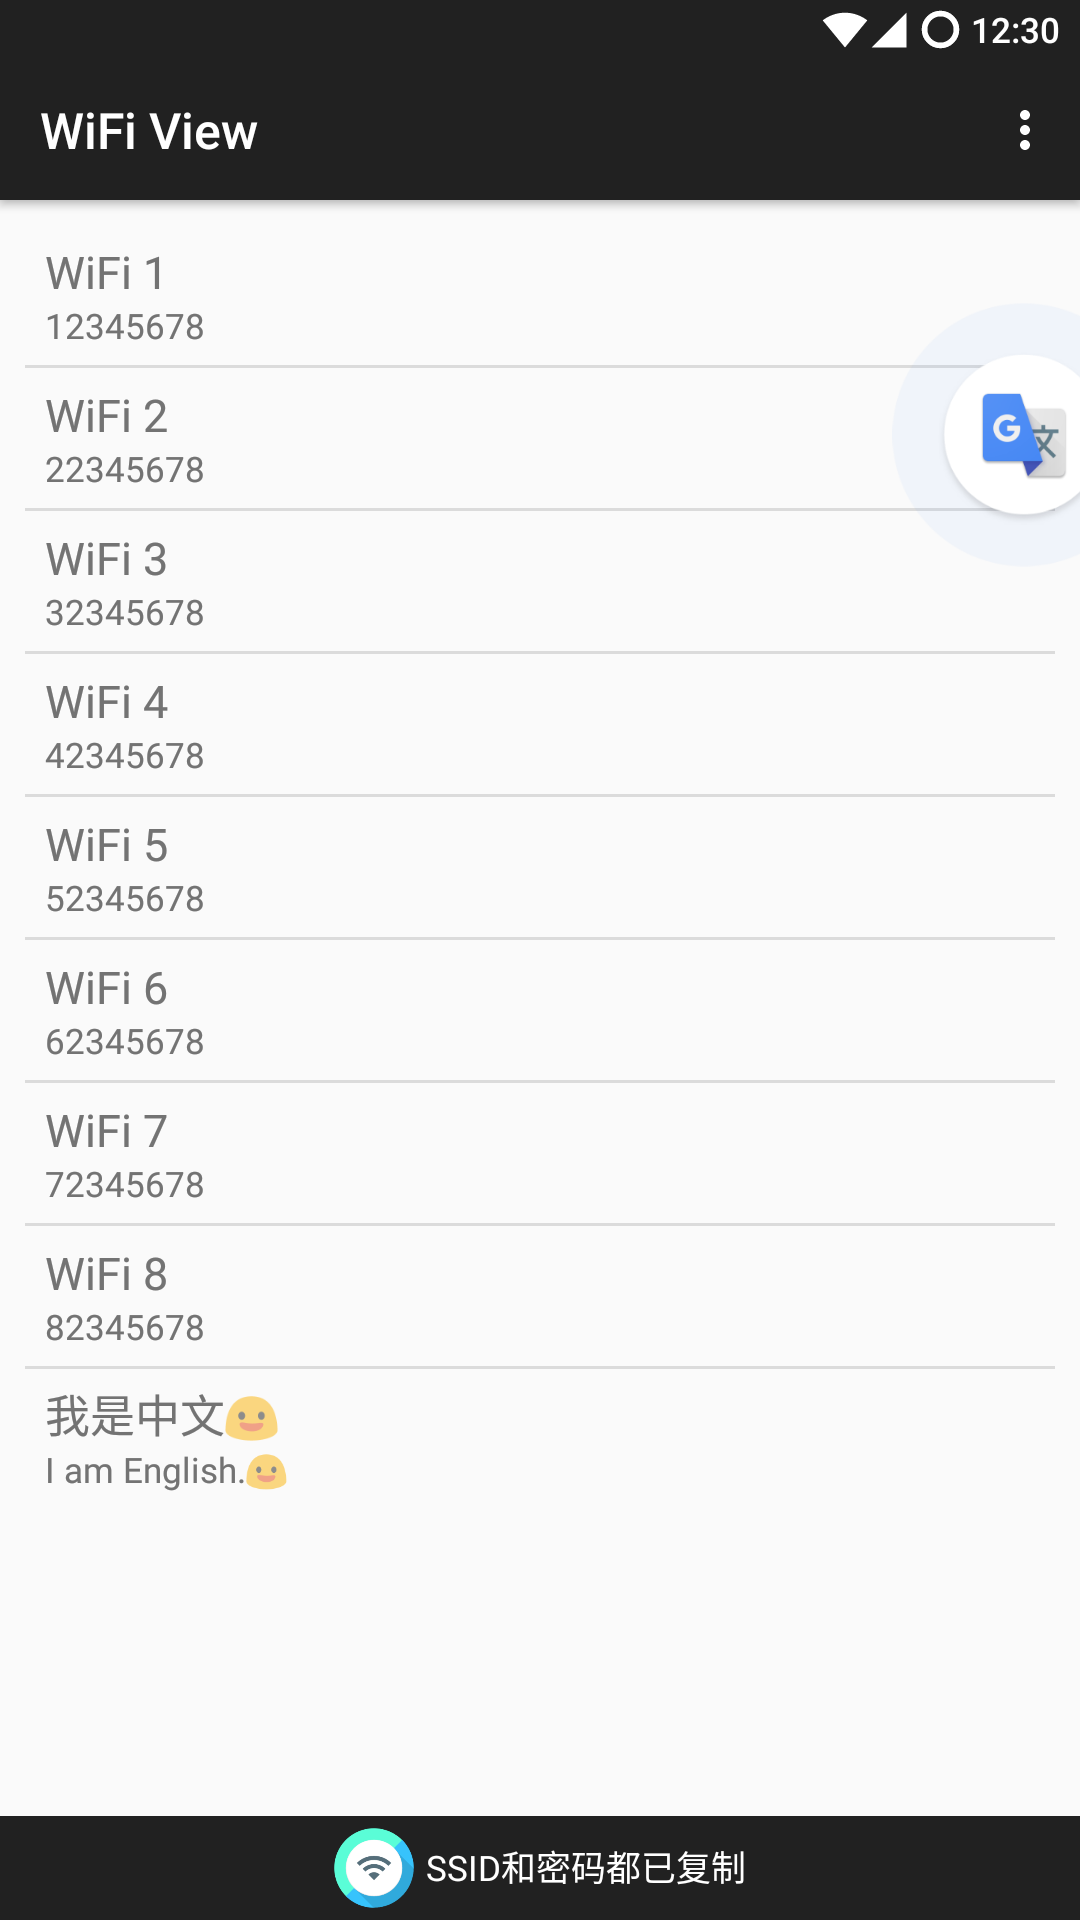 12:30
WiFi View
WiFi 1
12345678
WiFi 2
22345678
WiFi 3
32345678
WiFi 4
42345678
WiFi 5
52345678
WiFi 6
62345678
WiFi 7
72345678
WiFi 8
82345678
我是中文😀
I am English.😀
SSID和密码都已复制